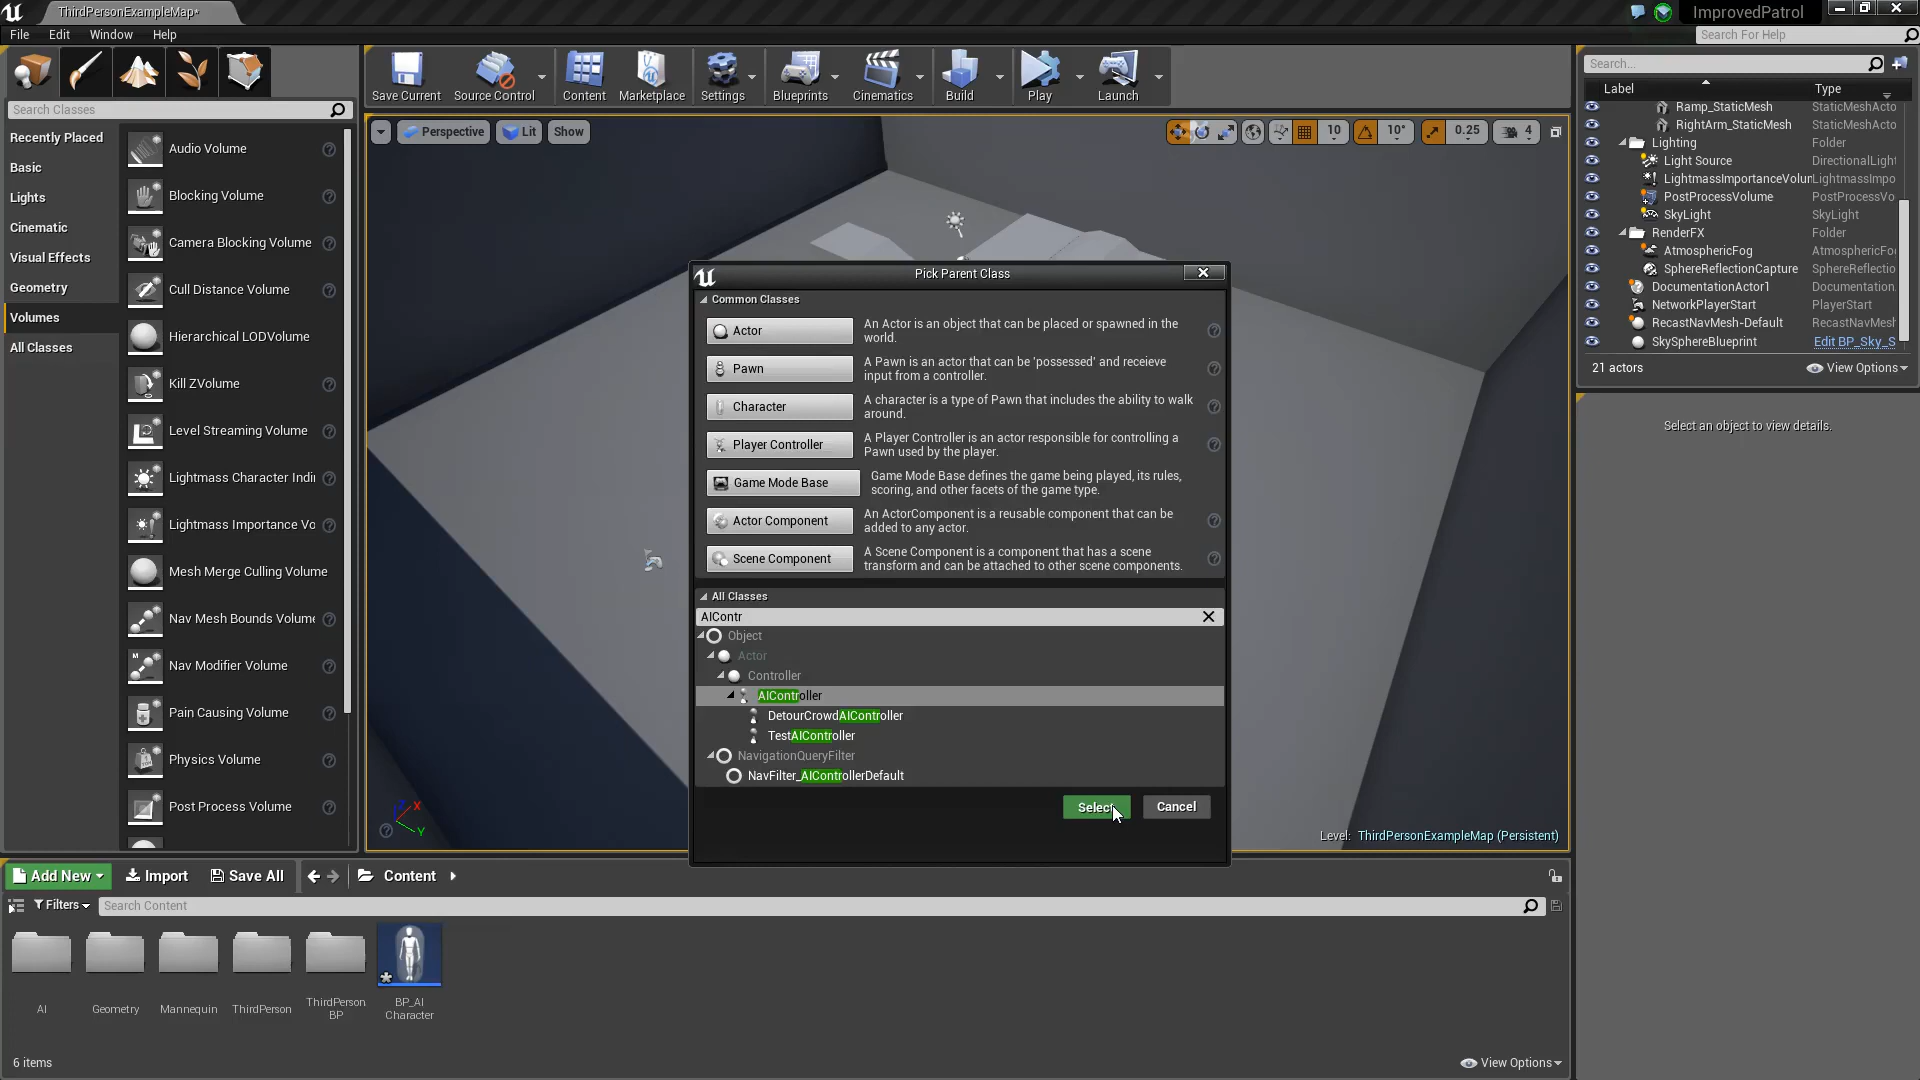 ThirdPersonExampleMap*
ImprovedPatrol
File Edit Window Help
Search For Help
Search Classes
Recently Placed
Basic
Lights
Cinematic
Visual Effects
Geometry
Volumes
All Classes
Audio Volume
Blocking Volume
Camera Blocking Volume
Cull Distance Volume
Hierarchical LODVolume
Kill ZVolume
Level Streaming Volume
Lightmass Character Indi
Lightmass Importance Vo
Mesh Merge Culling Volume
Nav Mesh Bounds Volume
Nav Modifier Volume
Pain Causing Volume
Physics Volume
Post Process Volume
Save Current Source Control Content Marketplace Settings Blueprints Cinematics Build Play Launch
Perspective Lit Show
10 10° 0.25 4
Pick Parent Class
Common Classes
Actor
An Actor is an object that can be placed or spawned in the
world.
Pawn
A Pawn is an actor that can be 'possessed' and receieve
input from a controller.
Character
A character is a type of Pawn that includes the ability to walk
around.
Player Controller
A Player Controller is an actor responsible for controlling a
Pawn used by the player.
Game Mode Base
Game Mode Base defines the game being played, its rules,
scoring, and other facets of the game type.
Actor Component
An ActorComponent is a reusable component that can be
added to any actor.
Scene Component
A Scene Component is a component that has a scene
transform and can be attached to other scene components.
All Classes
AIContr
Object
Actor
Controller
AIController
DetourCrowdAIController
TestAIController
NavigationQueryFilter
NavFilter_AIControllerDefault
Select Cancel
X
Y
Level: ThirdPersonExampleMap (Persistent)
Search...
Label Type
Ramp_StaticMesh StaticMeshActo
RightArm_StaticMesh StaticMeshActo
Lighting Folder
Light Source DirectionalLight
LightmassImportanceVolum LightmassImpo
PostProcessVolume PostProcessVo
SkyLight SkyLight
RenderFX Folder
AtmosphericFog AtmosphericFo
SphereReflectionCapture SphereReflectio
DocumentationActor1 Documentation
NetworkPlayerStart PlayerStart
RecastNavMesh-Default RecastNavMesh
SkySphereBlueprint Edit BP_Sky_S
21 actors
View Options
Select an object to view details.
Add New Import Save All Content
Filters Search Content
AI
Geometry
Mannequin
ThirdPerson
ThirdPerson
BP
BP_AI
Character
6 items
View Options